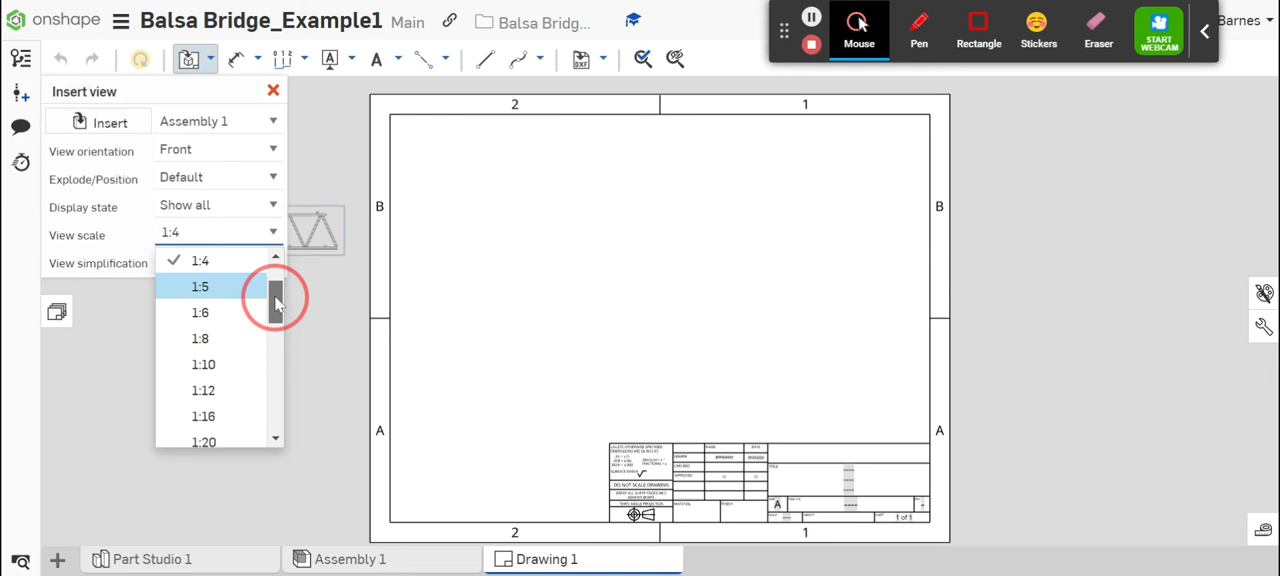 onshape Balsa Bridge_Example1 Main Balsa Bridg...
Mouse Pen Rectangle Stickers Eraser START WEBCAM Barnes
Insert view
Insert Assembly 1
View orientation Front
Explode/Position Default
Display state Show all
View scale 1:4
View simplification
1:4
1:5
1:6
1:8
1:10
1:12
1:16
1:20
2 1
B B
A A
DO NOT SCALE DRAWING
TITLE
A
1 of 1
2 1
Part Studio 1 Assembly 1 Drawing 1